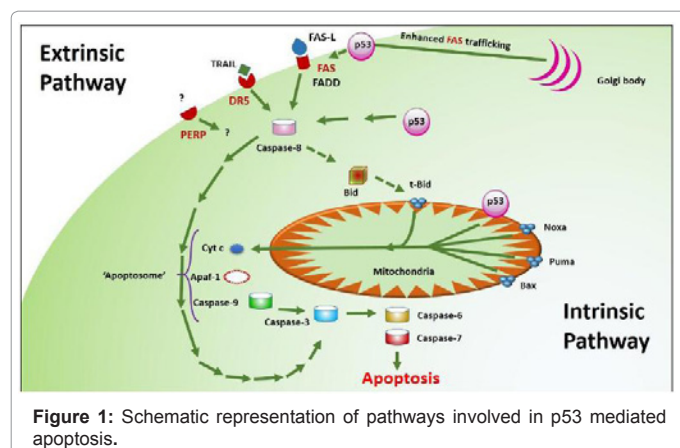 Extrinsic
Pathway
FAS-L
p53
Enhanced FAS trafficking
Golgi body
TRAIL
FAS
FADD
DR5
?
PERP
?
Caspase-8
p53
Bid
t-Bid
p53
Noxa
Puma
Bax
Mitochondria
Cyt c
'Apoptosome'
Apaf-1
Caspase-9
Caspase-3
Caspase-6
Caspase-7
Apoptosis
Intrinsic
Pathway
Figure 1: Schematic representation of pathways involved in p53 mediated
apoptosis.